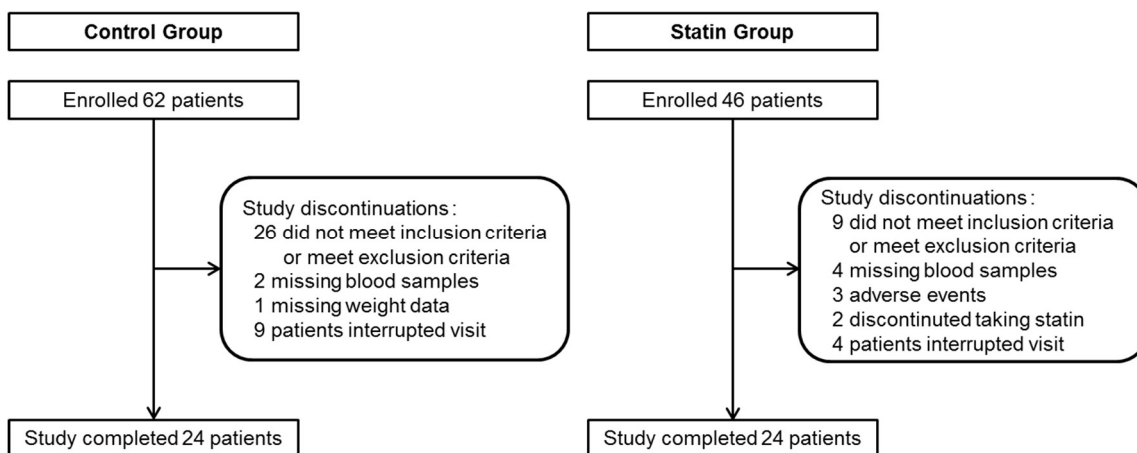 Control Group
Enrolled 62 patients
Study discontinuations :
26 did not meet inclusion criteria
or meet exclusion criteria
2 missing blood samples
1 missing weight data
9 patients interrupted visit
Study completed 24 patients
Statin Group
Enrolled 46 patients
Study discontinuations :
9 did not meet inclusion criteria
or meet exclusion criteria
4 missing blood samples
3 adverse events
2 discontinuted taking statin
4 patients interrupted visit
Study completed 24 patients